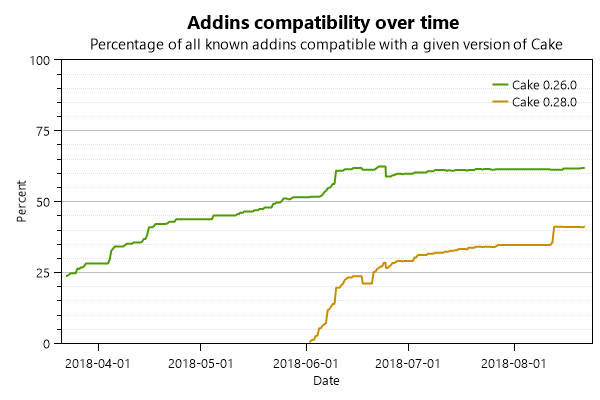 Addins compatibility over time
Percentage of all known addins compatible with a given version of Cake
100
Cake 0.26.0
Cake 0.28.0
75
Percent
50
25
0
2018-04-01 2018-05-01 2018-06-01 2018-07-01 2018-08-01
Date